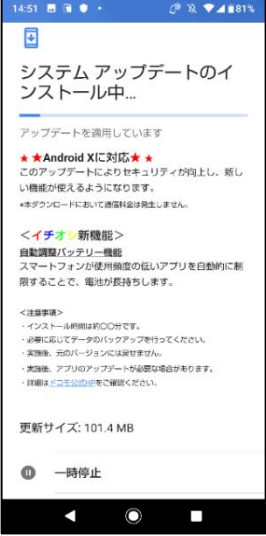 14:51
81%
システム アップデートのイ
ンストール中...
アップデートを適用しています
★ ★Android Xに対応★ ★
このアップデートによりセキュリティが向上し、新し
い機能が使えるようになります。
*本ダウンロードにおいて通信料金は発生しません。
＜イチオシ新機能＞
自動調整バッテリー機能
スマートフォンが使用頻度の低いアプリを自動的に制
限することで、電池が長持ちします。
＜注意事項＞
・インストール時間は約〇〇分です。
・必要に応じてデータのバックアップを行ってください。
・実施後、元のバージョンには戻せません。
・実施後、アプリのアップデートが必要な場合があります。
・詳細はドコモ公式HPをご確認ください。
更新サイズ: 101.4 MB
一時停止